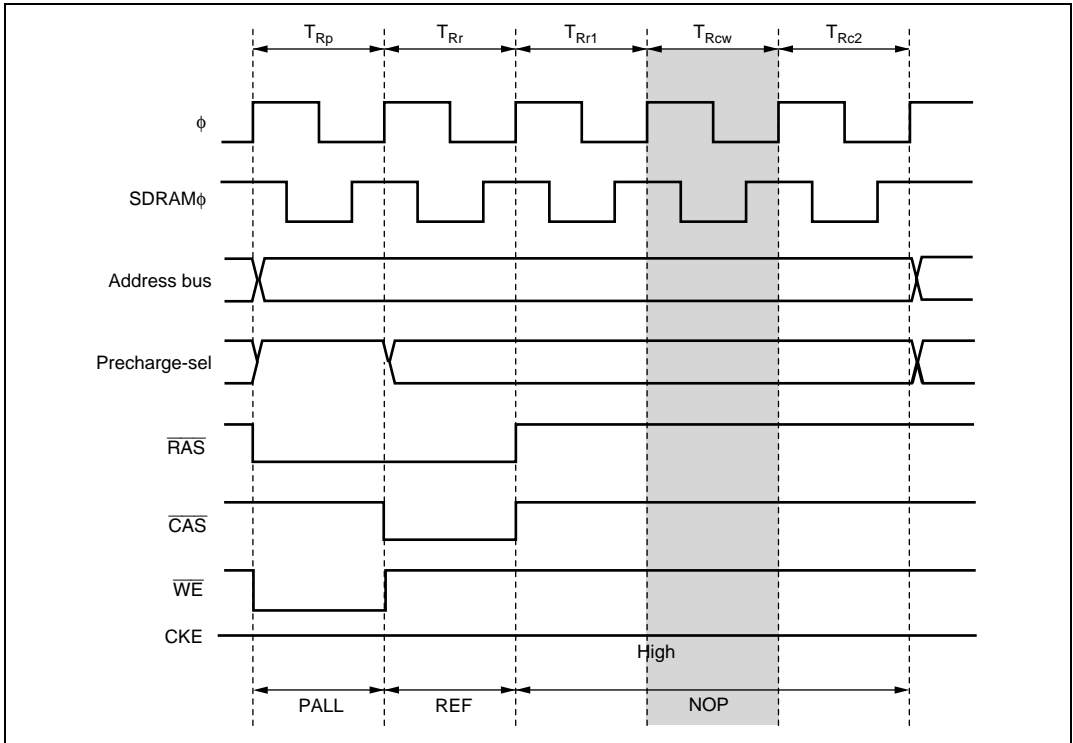 TRp TRr TRr1 TRcw TRc2
ϕ
SDRAMϕ
Address bus
Precharge-sel
RAS
CAS
WE
CKE
High
PALL REF NOP